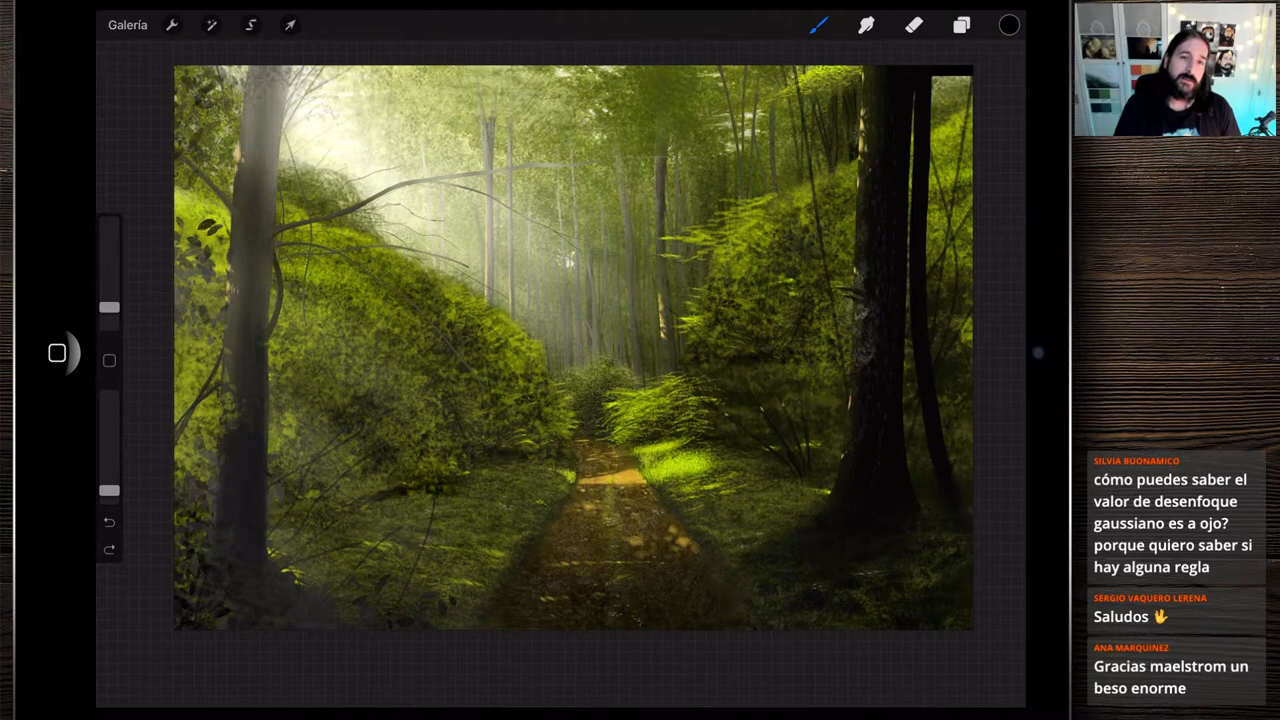 Galería
SILVIA BUONAMICO
cómo puedes saber el
valor de desenfoque
gaussiano es a ojo?
porque quiero saber si
hay alguna regla
SERGIO VAQUERO LERENA
Saludos 🖖
ANA MARQUINEZ
Gracias maelstrom un
beso enorme